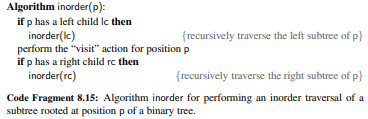 Algorithm inorder(p):
if p has a left child lc then
inorder(lc) {recursively traverse the left subtree of p}
perform the “visit” action for position p
if p has a right child rc then
inorder(rc) {recursively traverse the right subtree of p}
Code Fragment 8.15: Algorithm inorder for performing an inorder traversal of a
subtree rooted at position p of a binary tree.